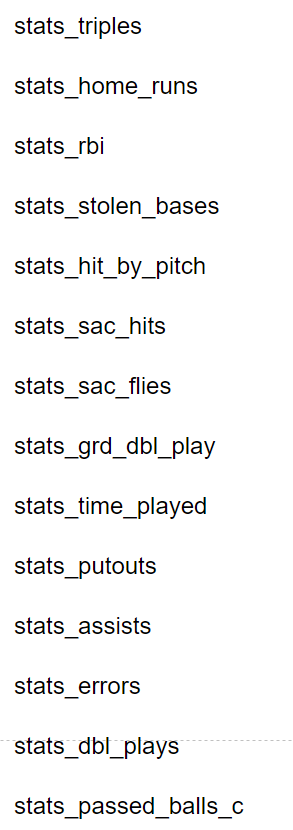 stats_triples
stats_home_runs
stats_rbi
stats_stolen_bases
stats_hit_by_pitch
stats_sac_hits
stats_sac_flies
stats_grd_dbl_play
stats_time_played
stats_putouts
stats_assists
stats_errors
stats_dbl_plays
stats_passed_balls_c